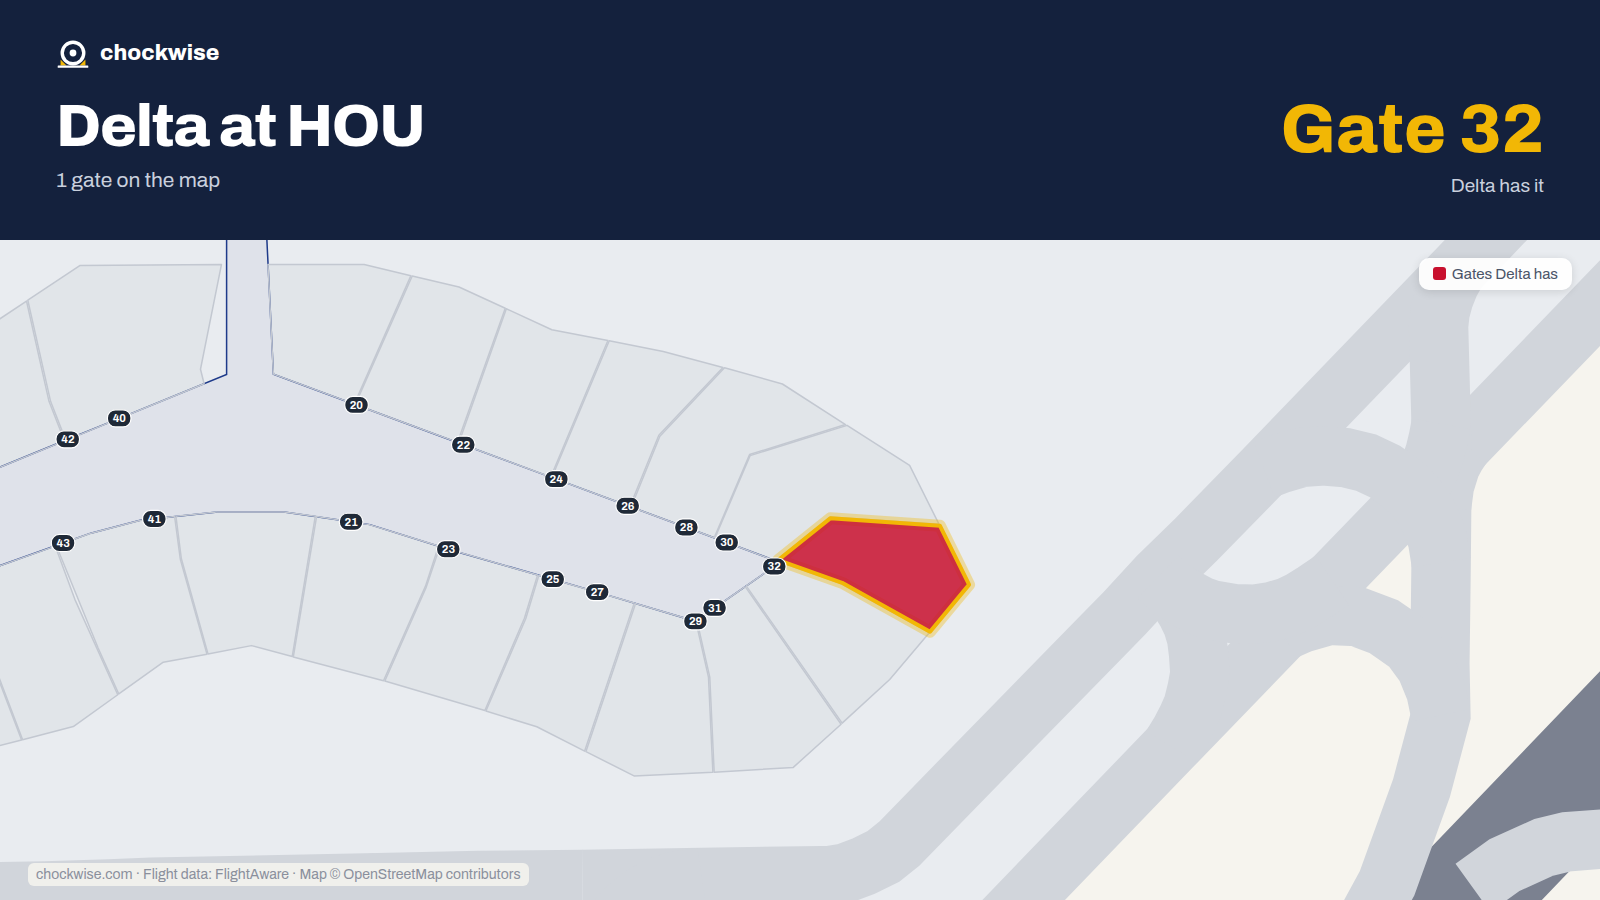 chockwise
Delta at HOU
1 gate on the map
Gate 32
Delta has it
Gates Delta has
40
42
20
22
24
26
28
30
32
41
43
21
23
25
27
31
29
chockwise.com · Flight data: FlightAware · Map © OpenStreetMap contributors